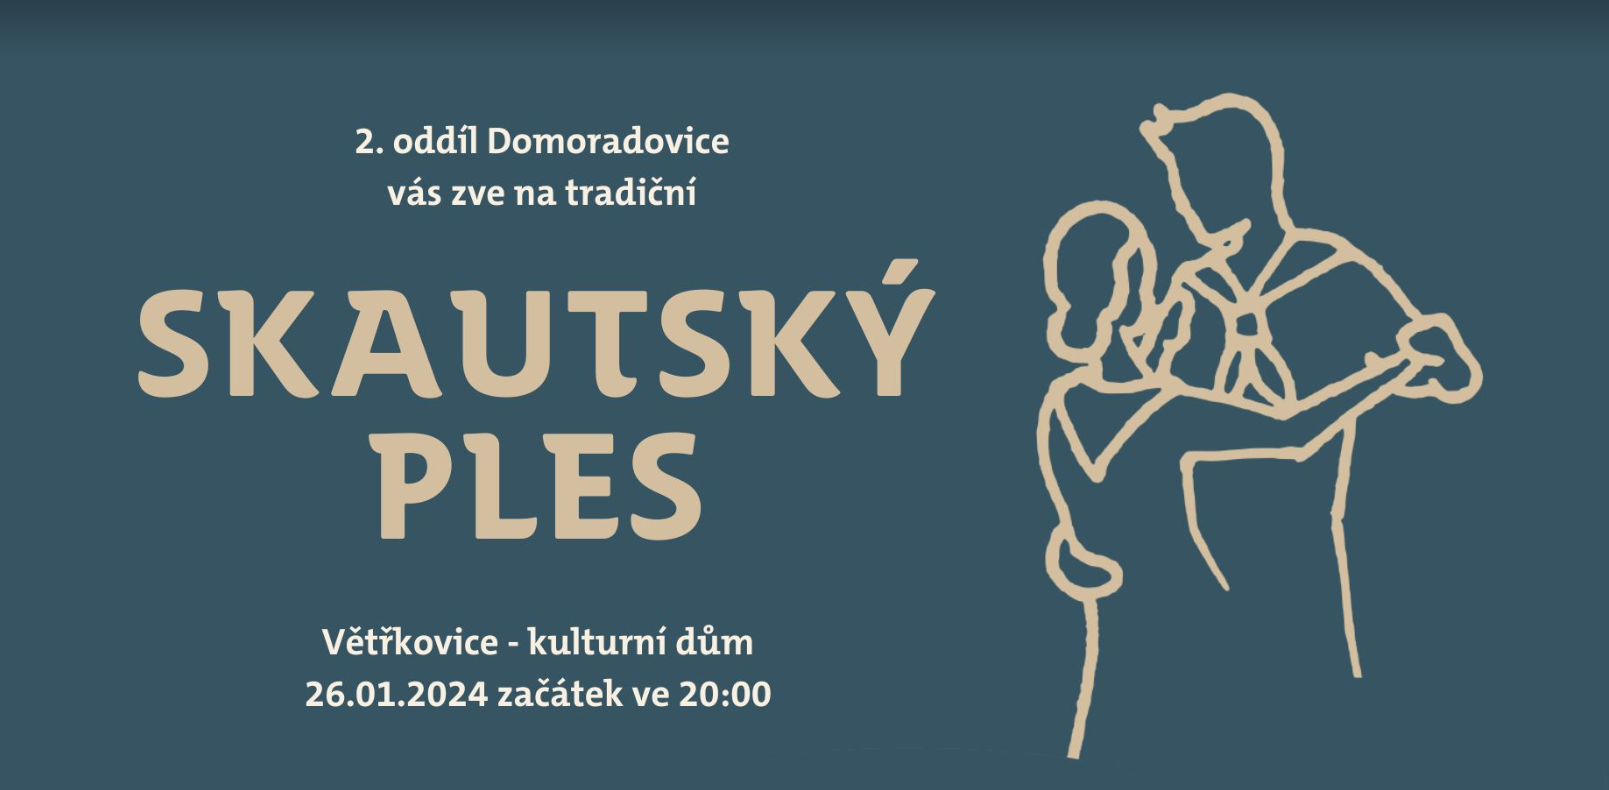 2. oddíl Domoradovice
vás zve na tradiční
SKAUTSKÝ
PLES
Větřkovice - kulturní dům
26.01.2024 začátek ve 20:00